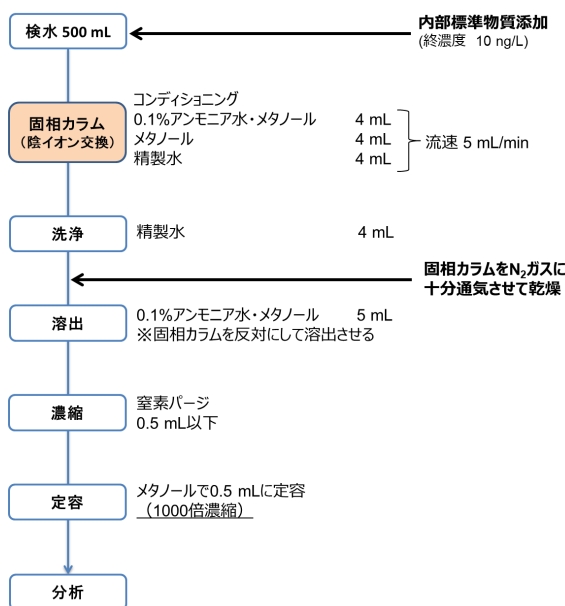 検水 500 mL
内部標準物質添加
(終濃度 10 ng/L)
固相カラム
(陰イオン交換)
コンディショニング
0.1%アンモニア水・メタノール 4 mL
メタノール 4 mL
精製水 4 mL
流速 5 mL/min
洗浄
精製水 4 mL
固相カラムをN₂ガスに
十分通気させて乾燥
溶出
0.1%アンモニア水・メタノール 5 mL
※固相カラムを反対にして溶出させる
濃縮
窒素パージ
0.5 mL以下
定容
メタノールで0.5 mLに定容
（1000倍濃縮）
分析